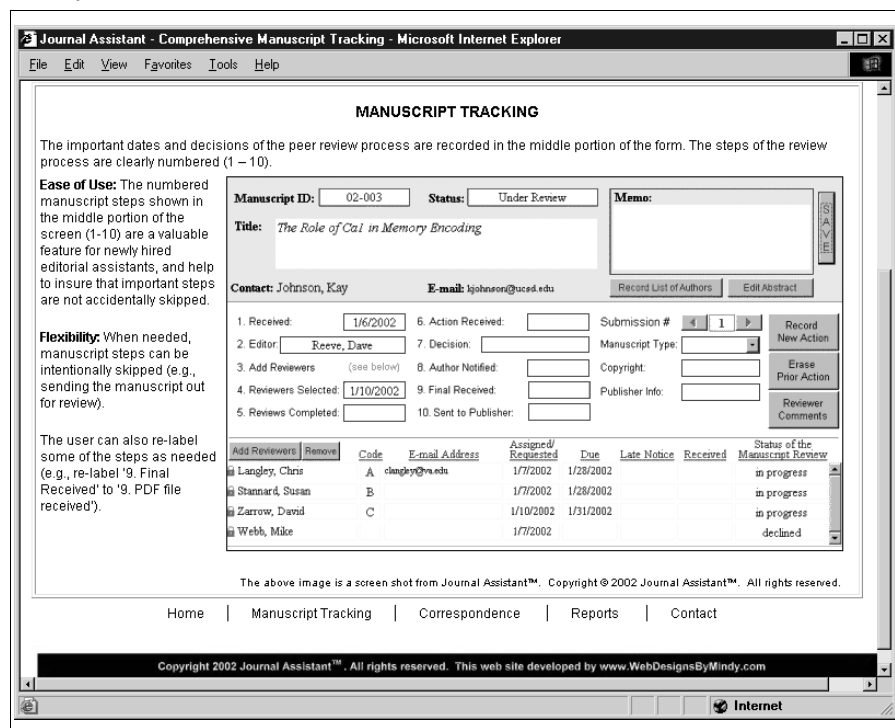 Journal Assistant - Comprehensive Manuscript Tracking - Microsoft Internet Explorer
File Edit View Favorites Tools Help
MANUSCRIPT TRACKING
The important dates and decisions of the peer review process are recorded in the middle portion of the form. The steps of the review
process are clearly numbered (1 – 10).
Ease of Use: The numbered
manuscript steps shown in
the middle portion of the
screen (1-10) are a valuable
feature for newly hired
editorial assistants, and help
to insure that important steps
are not accidentally skipped.
Flexibility: When needed,
manuscript steps can be
intentionally skipped (e.g.,
sending the manuscript out
for review).
The user can also re-label
some of the steps as needed
(e.g., re-label '9. Final
Received' to '9. PDF file
received').
Manuscript ID: 02-003 Status: Under Review Memo:
SAVE
Title: The Role of Ca1 in Memory Encoding
Contact: Johnson, Kay E-mail: kjohnson@ucsd.edu Record List of Authors Edit Abstract
1. Received: 1/6/2002 6. Action Received: Submission # 1 Record New Action
2. Editor: Reeve, Dave 7. Decision: Manuscript Type:
3. Add Reviewers (see below) 8. Author Notified: Copyright: Erase Prior Action
4. Reviewers Selected: 1/10/2002 9. Final Received: Publisher Info:
5. Reviews Completed: 10. Sent to Publisher: Reviewer Comments
Add Reviewers Remove Code E-mail Address Assigned/ Requested Due Late Notice Received Status of the Manuscript Review
Langley, Chris A clangley@va.edu 1/7/2002 1/28/2002 in progress
Stannard, Susan B 1/7/2002 1/28/2002 in progress
Zarrow, David C 1/10/2002 1/31/2002 in progress
Webb, Mike 1/7/2002 declined
The above image is a screen shot from Journal Assistant™. Copyright © 2002 Journal Assistant™. All rights reserved.
Home | Manuscript Tracking | Correspondence | Reports | Contact
Copyright 2002 Journal Assistant™. All rights reserved. This web site developed by www.WebDesignsByMindy.com
Internet